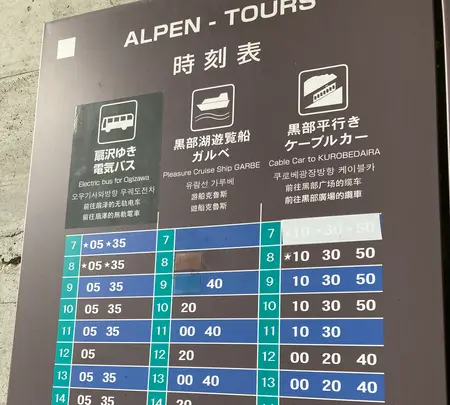 ALPEN - TOURS
時刻表
扇沢ゆき
電気バス
Electric bus for Ogizawa
오우기사와방향 무궤도전차
前往扇泽的无轨电车
前往扇澤的無軌電車
黒部湖遊覧船
ガルベ
Pleasure Cruise Ship GARBE
유람선 가루베
游船克鲁斯
遊船克魯斯
黒部平行き
ケーブルカー
Cable Car to KUROBEDAIRA
쿠로베광장방향 케이블카
前往黑部广场的缆车
前往黑部廣場的纜車
7 *05 *35 7 7 *10 *30 *50
8 *05 *35 8 8 *10 30 50
9 05 35 9 40 9 10 30 50
10 05 35 10 20 10 10 30 50
11 05 35 11 00 40 11 10 30
12 05 12 20 12 00 20 40
13 05 35 13 00 40 13 00 20 40
14 05 35 14 20